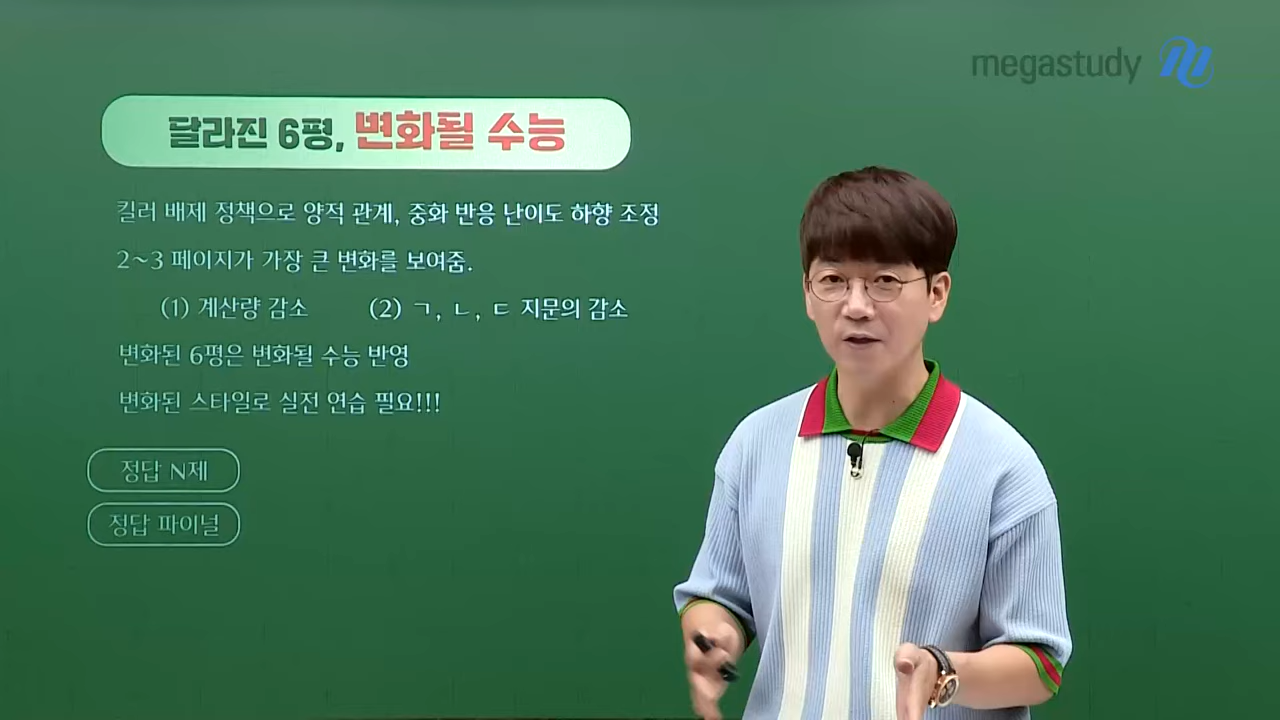 megastudy
달라진 6평, 변화될 수능
킬러 배제 정책으로 양적 관계, 중화 반응 난이도 하향 조정
2~3 페이지가 가장 큰 변화를 보여줌.
(1) 계산량 감소 (2) ㄱ, ㄴ, ㄷ 지문의 감소
변화된 6평은 변화될 수능 반영
변화된 스타일로 실전 연습 필요!!!
정답 N제
정답 파이널